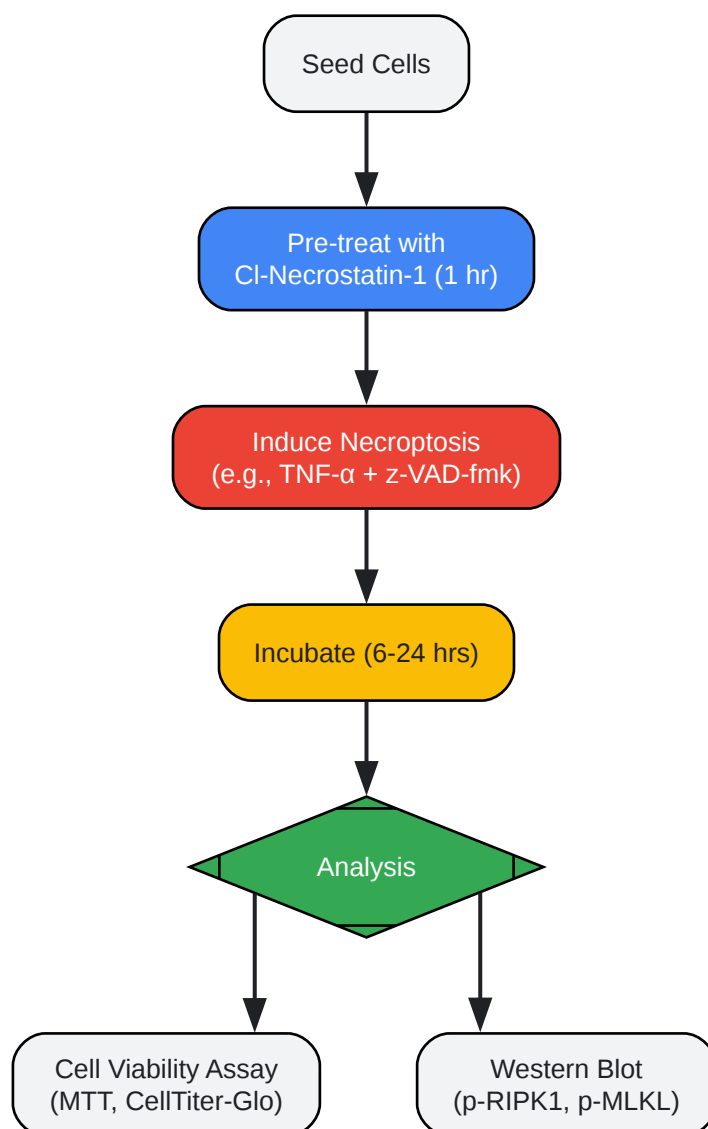 Seed Cells
Pre-treat with
Cl-Necrostatin-1 (1 hr)
Induce Necroptosis
(e.g., TNF-α + z-VAD-fmk)
Incubate (6-24 hrs)
Analysis
Cell Viability Assay
(MTT, CellTiter-Glo)
Western Blot
(p-RIPK1, p-MLKL)